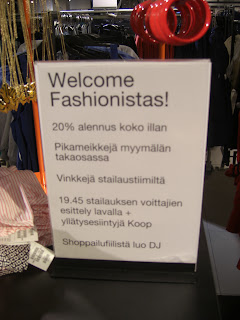 Welcome
Fashionistas!
20% alennus koko illan
Pikameikkejä myymälän
takaosassa
Vinkkejä stailaustiimiltä
19.45 stailauksen voittajien
esittely lavalla +
yllätysesiintyjä Koop
Shoppailufiilistä luo DJ